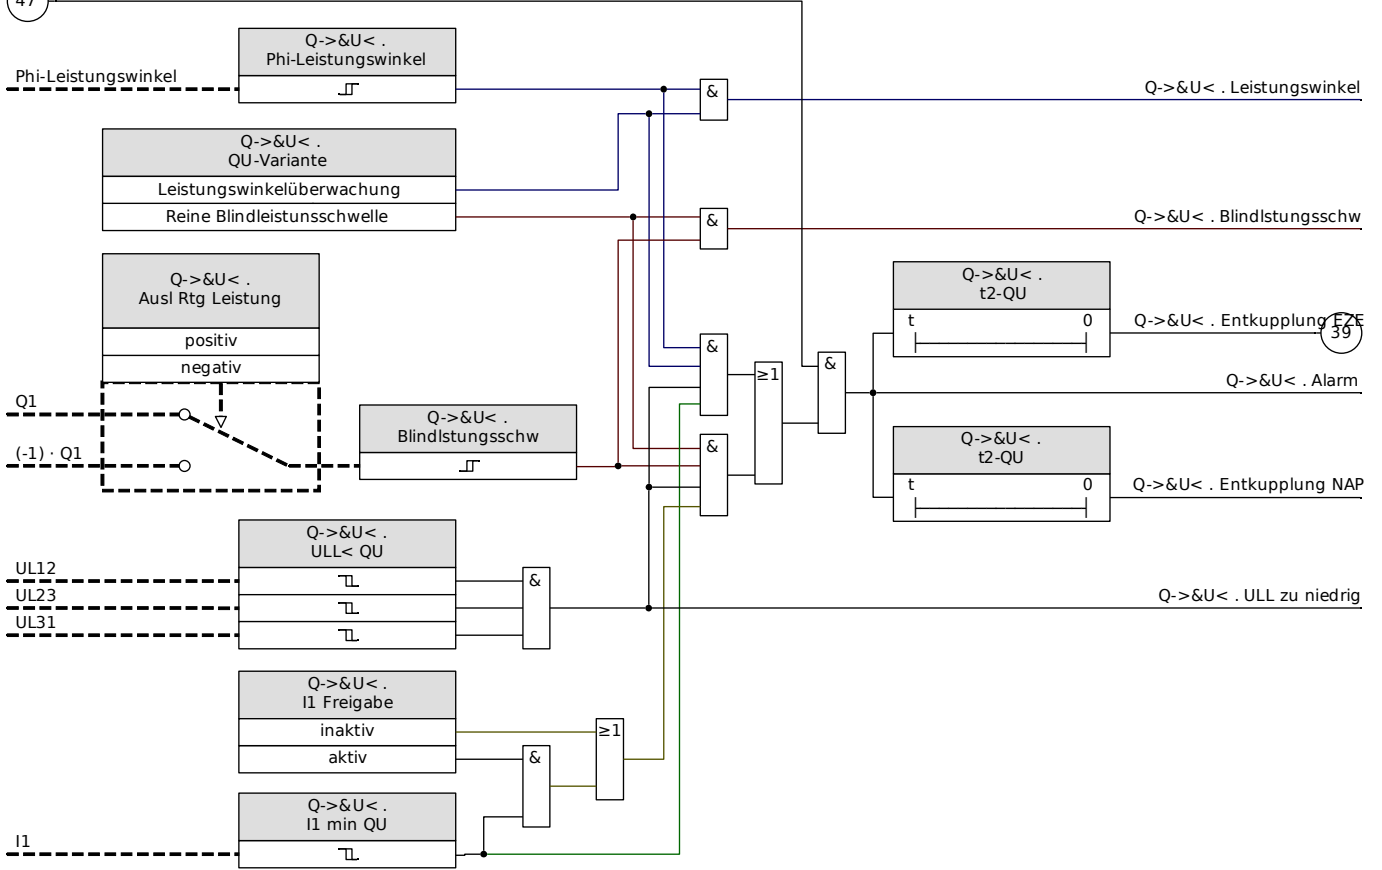 47
Q->&U< .
Phi-Leistungswinkel
Phi-Leistungswinkel
&
Q->&U< . Leistungswinkel
Q->&U< .
QU-Variante
Leistungswinkelüberwachung
Reine Blindleistunsschwelle
&
Q->&U< . Blindlstungsschw
Q->&U< .
Ausl Rtg Leistung
positiv
negativ
Q->&U< .
t2-QU
t 0
Q->&U< . Entkupplung EZE
39
&
≥1
&
Q->&U< . Alarm
Q1
(-1) · Q1
Q->&U< .
Blindlstungsschw
&
Q->&U< .
t2-QU
t 0
Q->&U< . Entkupplung NAP
Q->&U< .
ULL< QU
UL12
UL23
UL31
&
Q->&U< . ULL zu niedrig
Q->&U< .
I1 Freigabe
inaktiv
aktiv
≥1
&
Q->&U< .
I1 min QU
I1